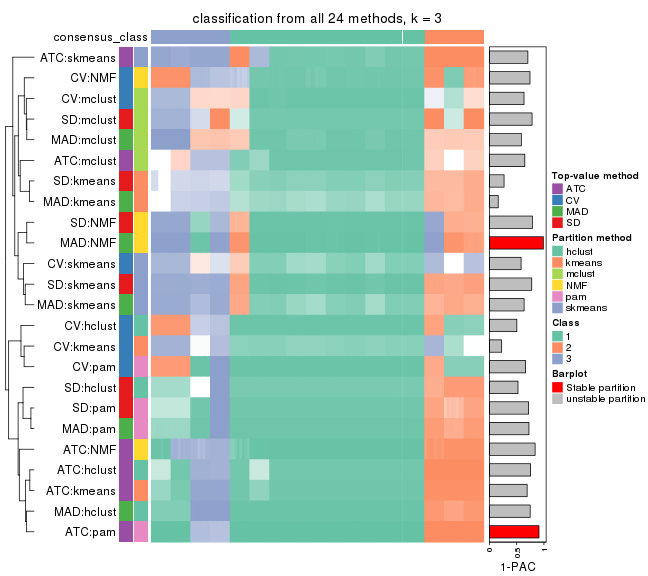 classification from all 24 methods, k = 3
consensus_class
ATC:skmeans
CV:NMF
CV:mclust
SD:mclust
MAD:mclust
ATC:mclust
SD:kmeans
MAD:kmeans
SD:NMF
MAD:NMF
CV:skmeans
SD:skmeans
MAD:skmeans
CV:hclust
CV:kmeans
CV:pam
SD:hclust
SD:pam
MAD:pam
ATC:NMF
ATC:hclust
ATC:kmeans
MAD:hclust
ATC:pam
0
0.5
1
1-PAC
Top-value method
ATC
CV
MAD
SD
Partition method
hclust
kmeans
mclust
NMF
pam
skmeans
Class
1
2
3
Barplot
Stable partition
unstable partition